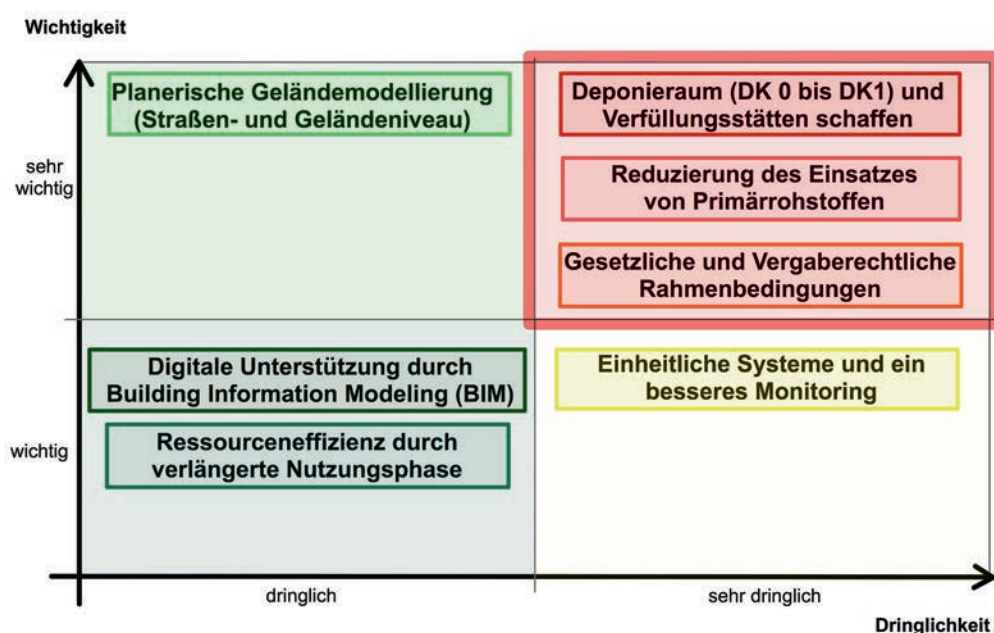 Wichtigkeit
Planerische Geländemodellierung
(Straßen- und Geländeniveau)
Deponieraum (DK 0 bis DK1) und
Verfüllungsstätten schaffen
sehr
wichtig
Reduzierung des Einsatzes
von Primärrohstoffen
Gesetzliche und Vergaberechtliche
Rahmenbedingungen
Digitale Unterstützung durch
Building Information Modeling (BIM)
Einheitliche Systeme und ein
besseres Monitoring
wichtig
Ressourceneffizienz durch
verlängerte Nutzungsphase
dringlich
sehr dringlich
Dringlichkeit